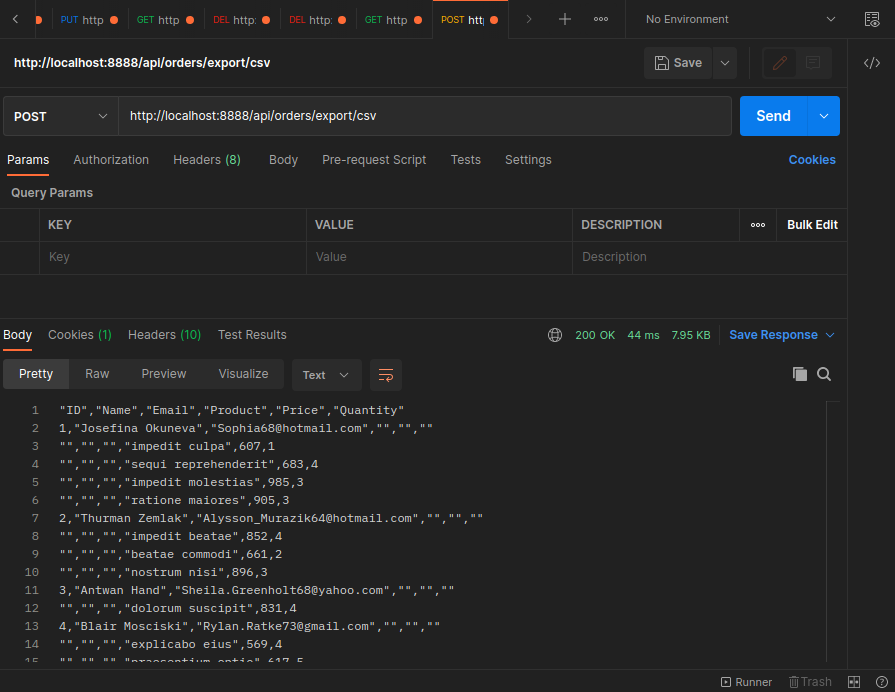 PUT http GET http DEL http: DEL http: GET http POST htt No Environment
http://localhost:8888/api/orders/export/csv Save
POST http://localhost:8888/api/orders/export/csv Send
Params Authorization Headers (8) Body Pre-request Script Tests Settings Cookies
Query Params
KEY VALUE DESCRIPTION Bulk Edit
Key Value Description
Body Cookies (1) Headers (10) Test Results 200 OK 44 ms 7.95 KB Save Response
Pretty Raw Preview Visualize Text
1 "ID","Name","Email","Product","Price","Quantity"
2 1,"Josefina Okuneva","Sophia68@hotmail.com","","",""
3 "","","","impedit culpa",607,1
4 "","","","sequi reprehenderit",683,4
5 "","","","impedit molestias",985,3
6 "","","","ratione maiores",905,3
7 2,"Thurman Zemlak","Alysson_Murazik64@hotmail.com","","",""
8 "","","","impedit beatae",852,4
9 "","","","beatae commodi",661,2
10 "","","","nostrum nisi",896,3
11 3,"Antwan Hand","Sheila.Greenholt68@yahoo.com","","",""
12 "","","","dolorum suscipit",831,4
13 4,"Blair Mosciski","Rylan.Ratke73@gmail.com","","",""
14 "","","","explicabo eius",569,4
15 "","","","praesentium optio",617,5
Runner Trash